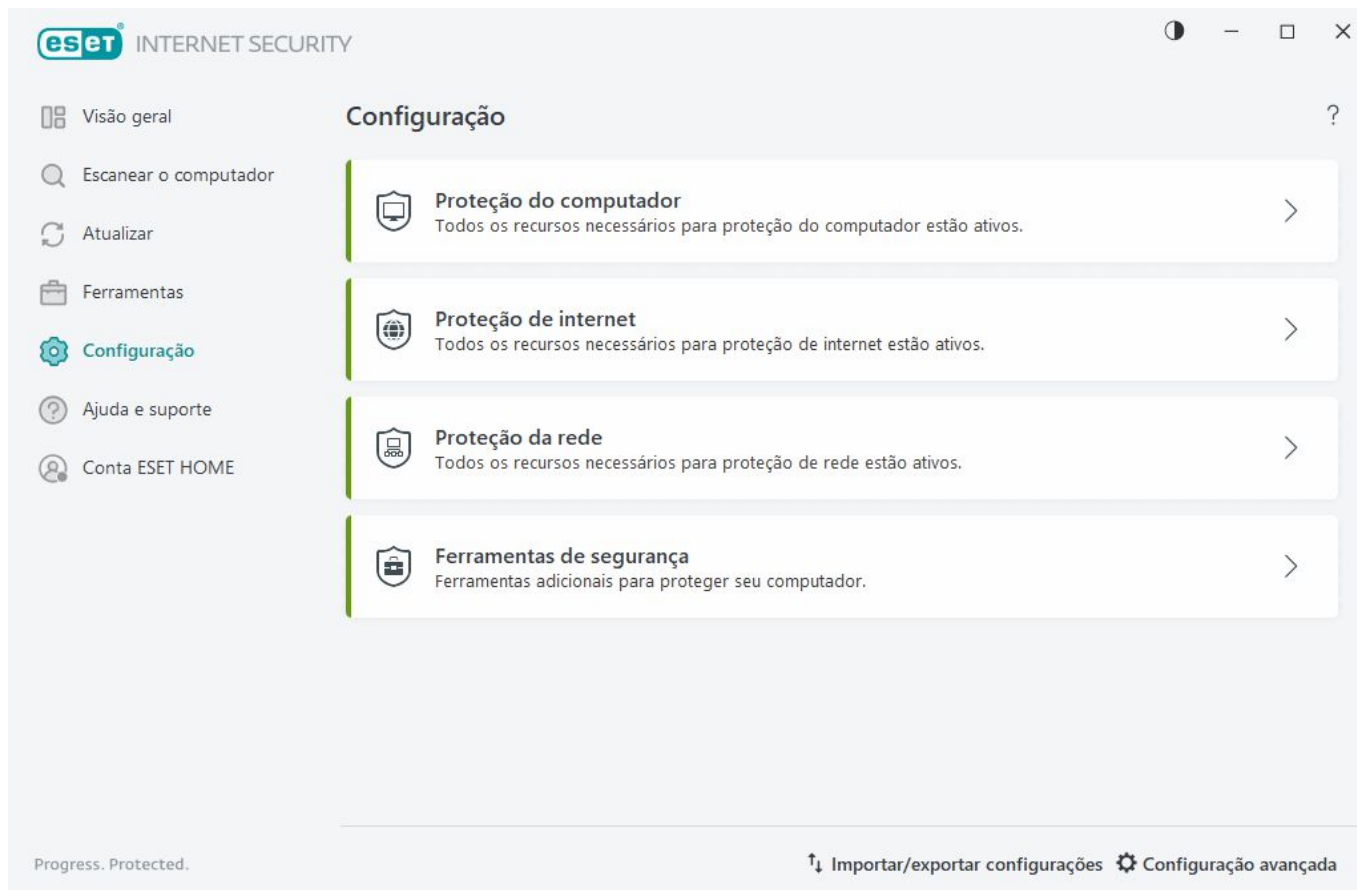 eset INTERNET SECURITY
Visão geral
Escanear o computador
Atualizar
Ferramentas
Configuração
Ajuda e suporte
Conta ESET HOME
Configuração
?
Proteção do computador
Todos os recursos necessários para proteção do computador estão ativos.
Proteção de internet
Todos os recursos necessários para proteção de internet estão ativos.
Proteção da rede
Todos os recursos necessários para proteção de rede estão ativos.
Ferramentas de segurança
Ferramentas adicionais para proteger seu computador.
Progress. Protected.
Importar/exportar configurações
Configuração avançada